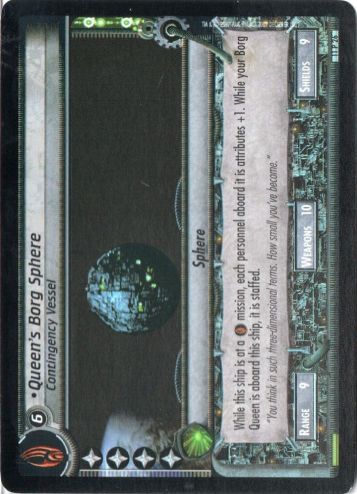 6
•Queen's Borg Sphere
Contingency Vessel
Sphere
While this ship is at a mission, each personnel aboard it is attributes +1. While your Borg
Queen is aboard this ship, it is staffed.
"You think in such three-dimensional terms. How small you've become."
RANGE 9
WEAPONS 10
SHIELDS 9